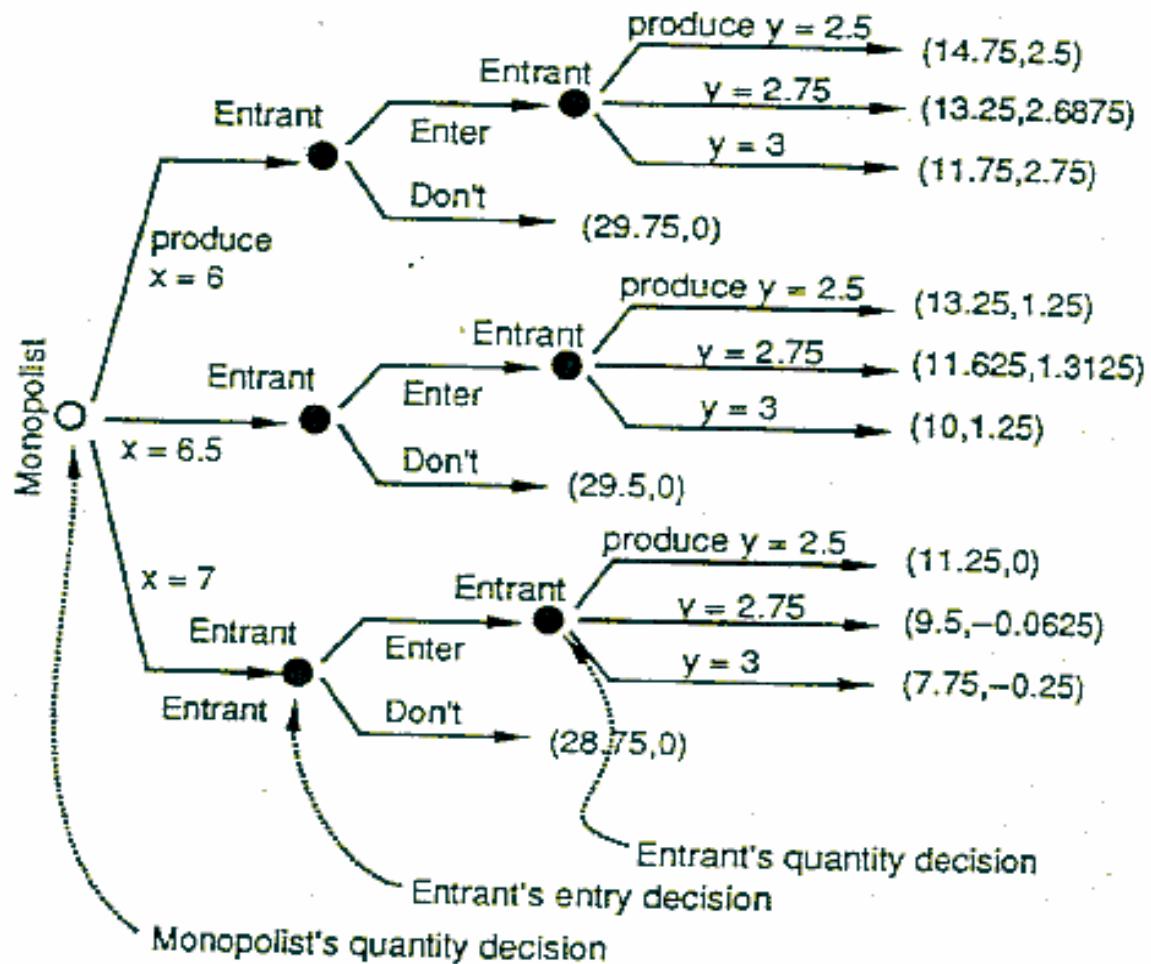 produce y = 2.5
(14.75,2.5)
Entrant
y = 2.75
(13.25,2.6875)
Entrant
Enter
y = 3
(11.75,2.75)
Don't
(29.75,0)
produce
x = 6
produce y = 2.5
(13.25,1.25)
Entrant
y = 2.75
(11.625,1.3125)
Entrant
Enter
y = 3
(10,1.25)
Monopolist
x = 6.5
Don't
(29.5,0)
produce y = 2.5
(11.25,0)
x = 7
Entrant
y = 2.75
(9.5,−0.0625)
Entrant
Enter
y = 3
(7.75,−0.25)
Entrant
Don't
(28.75,0)
Entrant's quantity decision
Entrant's entry decision
Monopolist's quantity decision